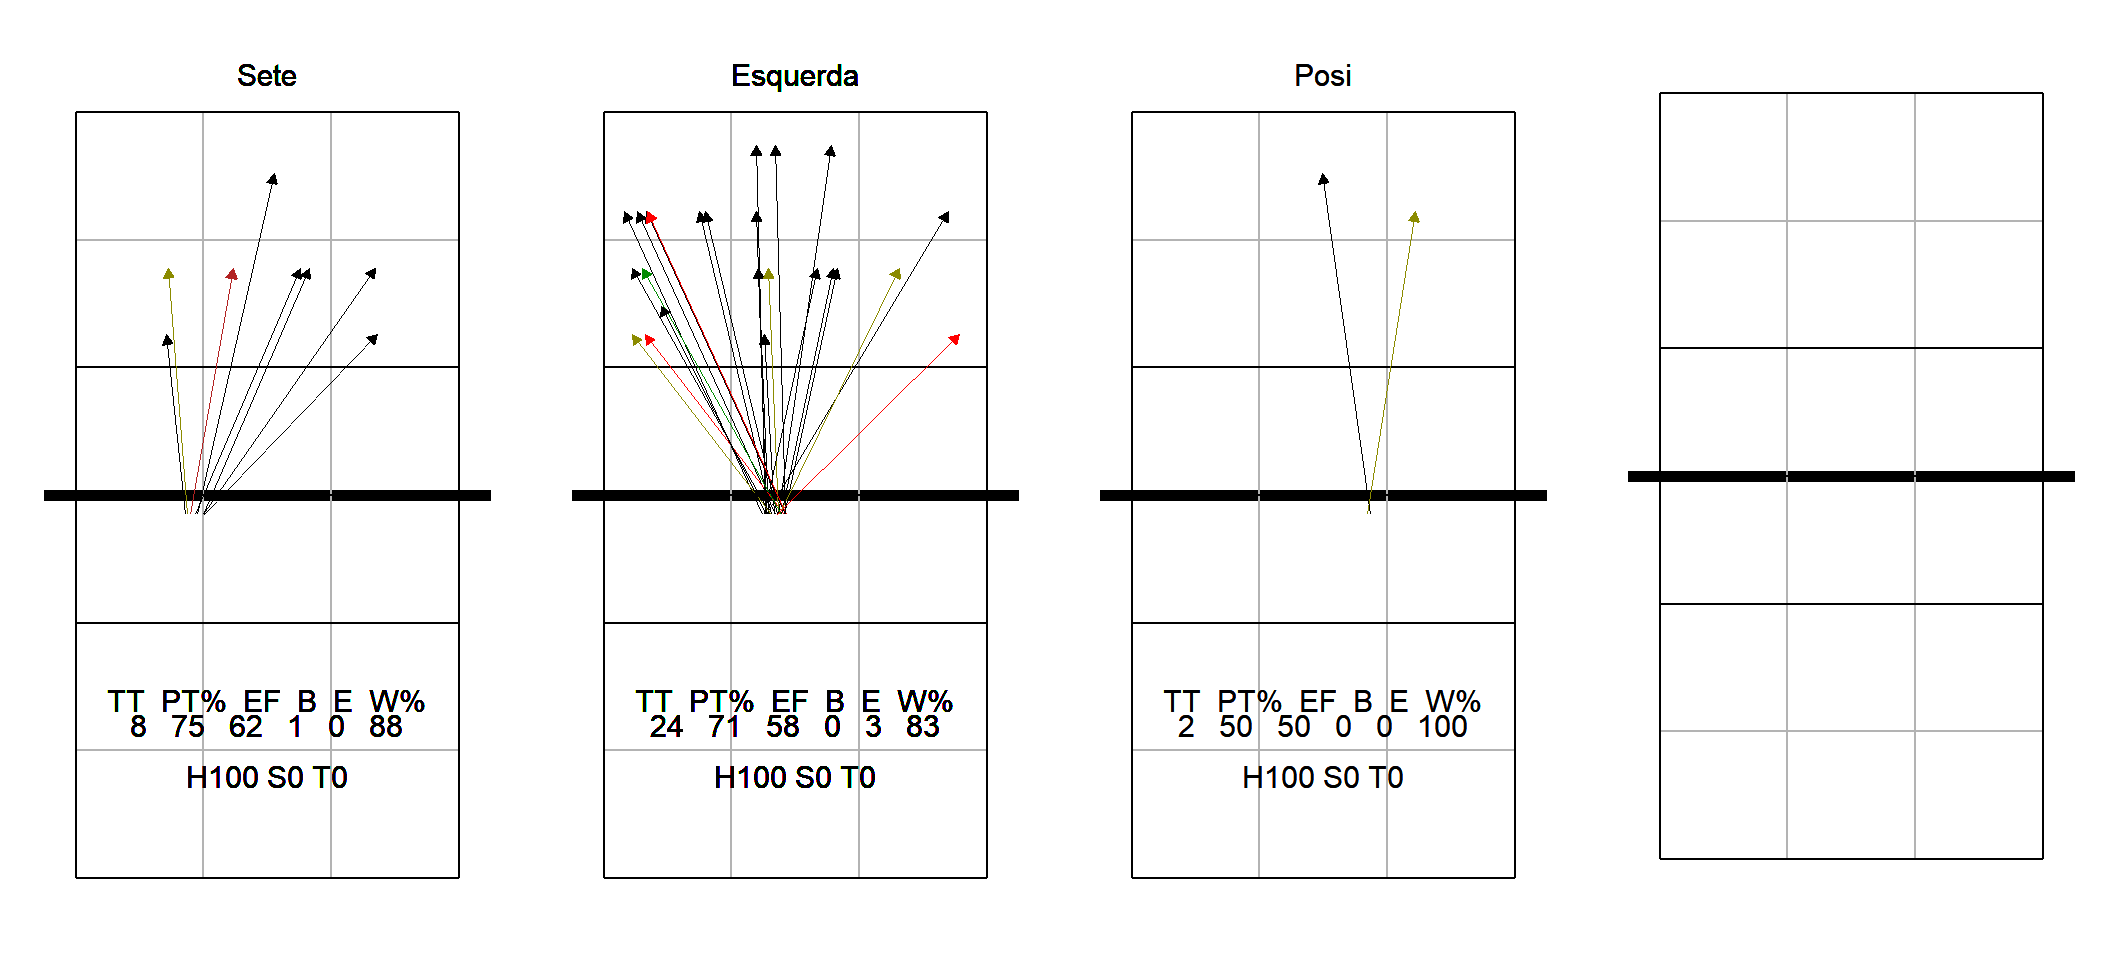 Sete
TT PT% EF B E W%
8 75 62 1 0 88
H100 S0 T0
Esquerda
TT PT% EF B E W%
24 71 58 0 3 83
H100 S0 T0
Posi
TT PT% EF B E W%
2 50 50 0 0 100
H100 S0 T0